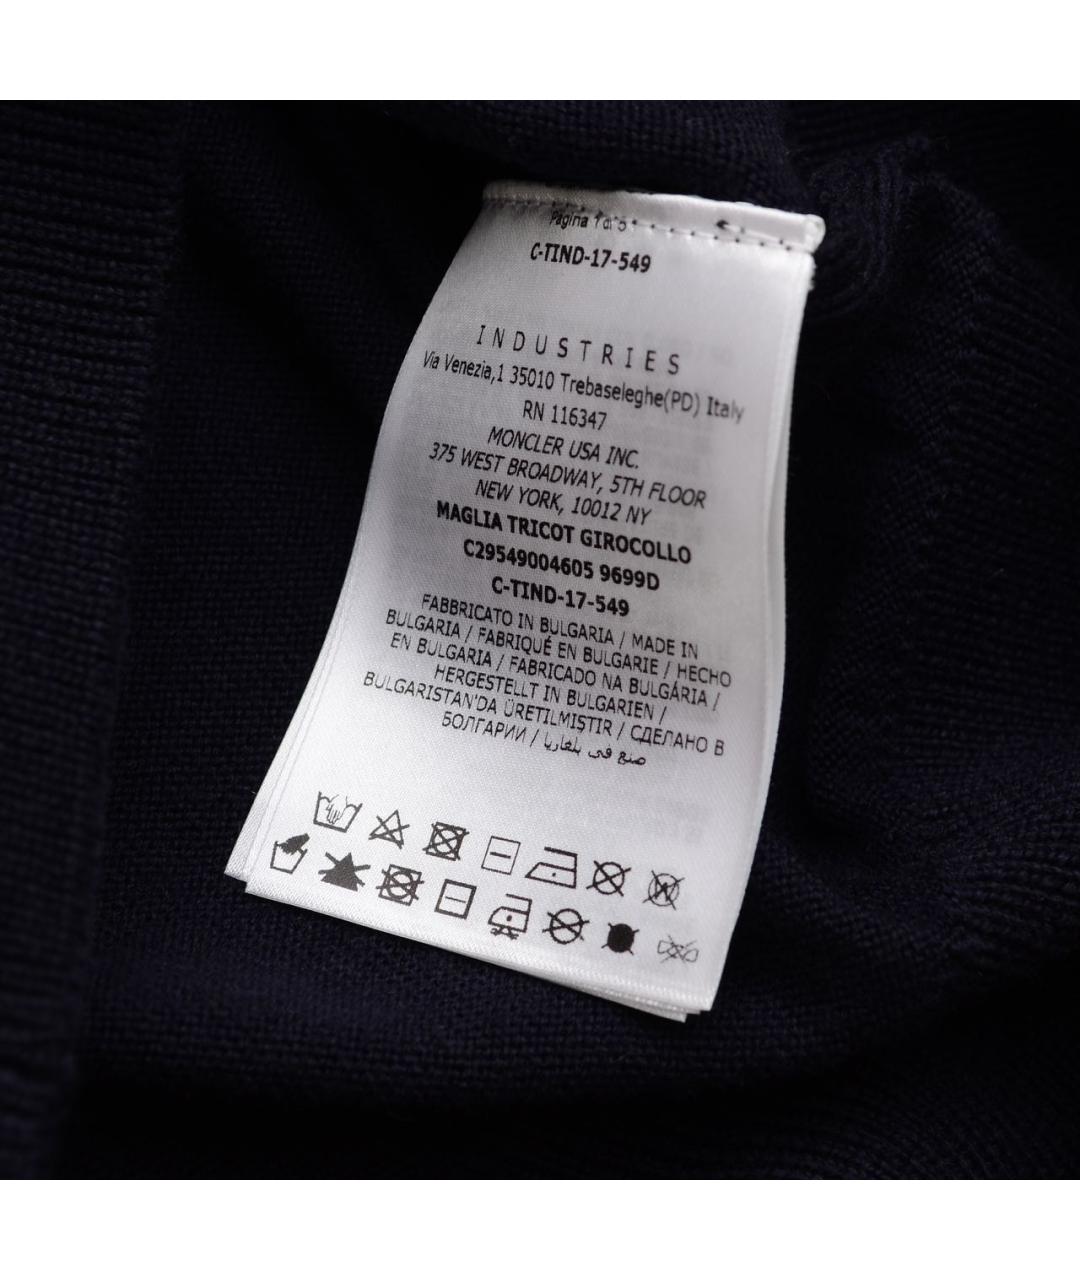 Pagina 1 di 5
C-TIND-17-549
INDUSTRIES
Via Venezia,1 35010 Trebaseleghe(PD) Italy
RN 116347
MONCLER USA INC.
375 WEST BROADWAY, 5TH FLOOR
NEW YORK, 10012 NY
MAGLIA TRICOT GIROCOLLO
C29549004605 9699D
C-TIND-17-549
FABBRICATO IN BULGARIA / MADE IN
BULGARIA / FABRIQUÉ EN BULGARIE / HECHO
EN BULGARIA / FABRICADO NA BULGÁRIA /
HERGESTELLT IN BULGARIEN /
BULGARISTAN'DA ÜRETILMIŞTIR / СДЕЛАНО В
БОЛГАРИИ / صنع في بلغاريا